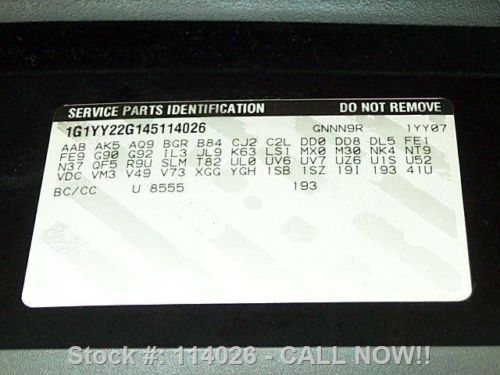 SERVICE PARTS IDENTIFICATION DO NOT REMOVE
1G1YY22G145114026 GNNN9R 1YY07
AAB AK5 AQ9 BGR B84 CJ2 C2L DD0 DD8 DL5 FE1
FE9 G90 G92 IL3 JL9 K63 LS1 MX0 M30 NK4 NT9
N37 QF5 R9U SLM T82 UL0 UV6 UV7 UZ6 U1S U52
VDC VM3 V49 V73 XGG YGH 1SB 1SZ 19I 193 41U
BC/CC U 8555 193
Stock #: 114026 - CALL NOW!!